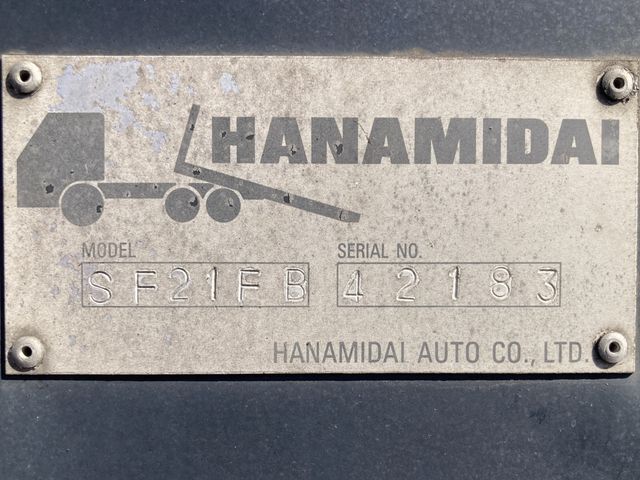 HANAMIDAI
MODEL SERIAL NO.
SF21FB 42183
HANAMIDAI AUTO CO., LTD.